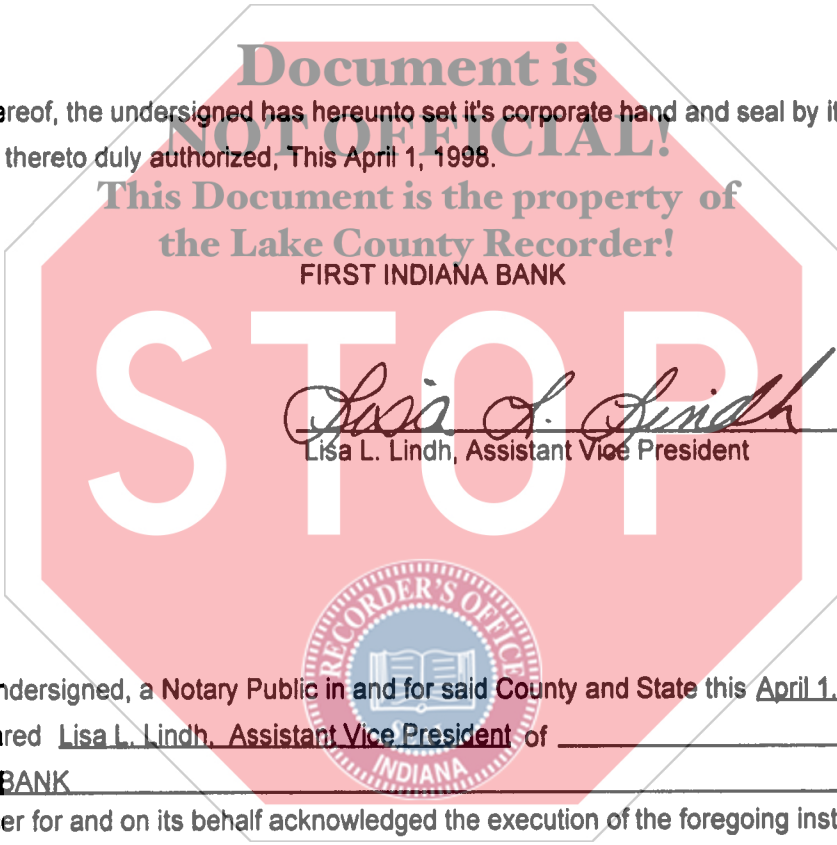 Document is
ereof, the undersigned has hereunto set it's corporate hand and seal by it
NOT OFFICIAL!
thereto duly authorized, This April 1, 1998.
This Document is the property of
the Lake County Recorder!
FIRST INDIANA BANK
STOP
Lisa L. Lindh
Lisa L. Lindh, Assistant Vice President
RECORDER'S OFFICE
ndersigned, a Notary Public in and for said County and State this April 1.
red Lisa L. Lindh, Assistant Vice President of
SEAL
INDIANA
BANK
er for and on its behalf acknowledged the execution of the foregoing inst